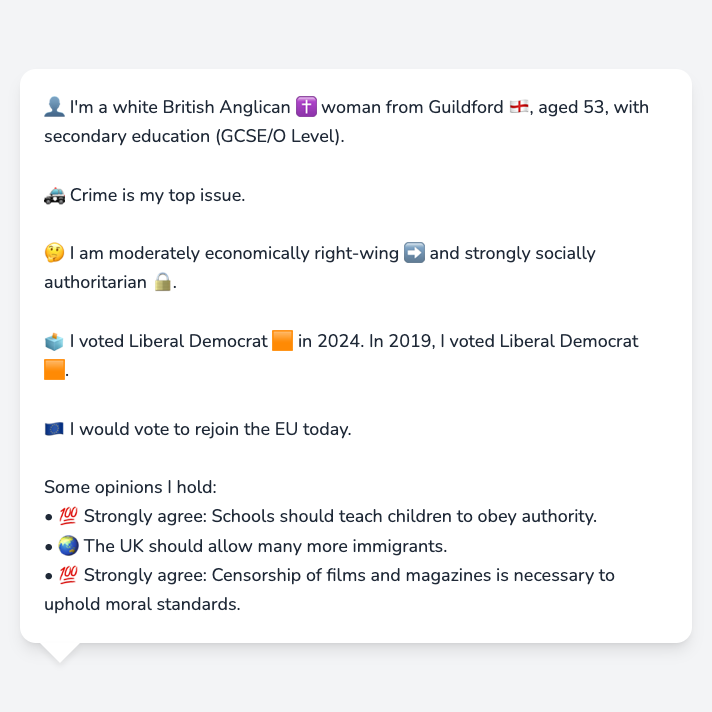 👤 I'm a white British Anglican ✝️ woman from Guildford 🏴󠁧󠁢󠁥󠁮󠁧󠁿, aged 53, with
secondary education (GCSE/O Level).
🚓 Crime is my top issue.
🤔 I am moderately economically right-wing ➡️ and strongly socially
authoritarian 🔒.
🗳️ I voted Liberal Democrat 🟧 in 2024. In 2019, I voted Liberal Democrat
🟧.
🇪🇺 I would vote to rejoin the EU today.
Some opinions I hold:
• 💯 Strongly agree: Schools should teach children to obey authority.
• 🌏 The UK should allow many more immigrants.
• 💯 Strongly agree: Censorship of films and magazines is necessary to
uphold moral standards.